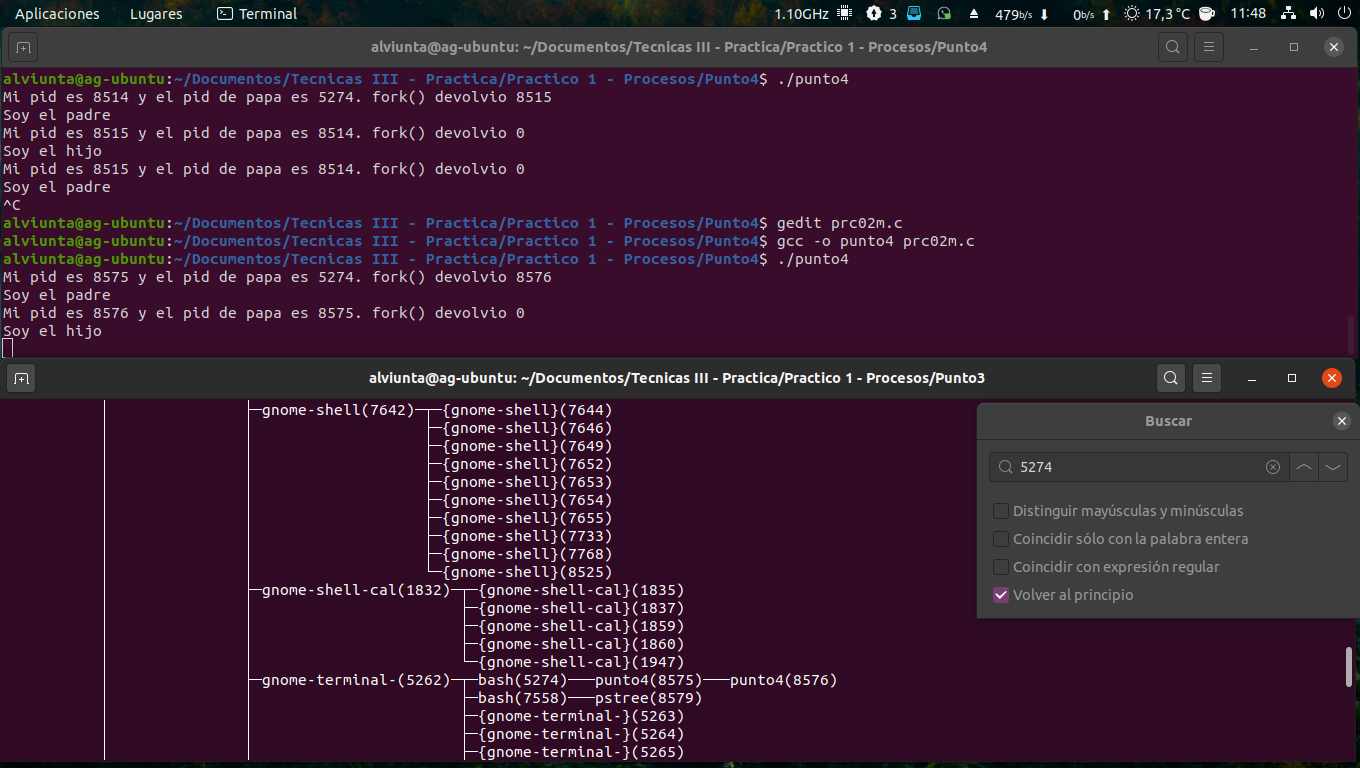 Aplicaciones Lugares Terminal 1.10GHz 3 479b/s 0b/s 17,3°C 11:48
alviunta@ag-ubuntu: ~/Documentos/Tecnicas III - Practica/Practico 1 - Procesos/Punto4
alviunta@ag-ubuntu:~/Documentos/Tecnicas III - Practica/Practico 1 - Procesos/Punto4$ ./punto4
Mi pid es 8514 y el pid de papa es 5274. fork() devolvio 8515
Soy el padre
Mi pid es 8515 y el pid de papa es 8514. fork() devolvio 0
Soy el hijo
Mi pid es 8515 y el pid de papa es 8514. fork() devolvio 0
Soy el padre
^C
alviunta@ag-ubuntu:~/Documentos/Tecnicas III - Practica/Practico 1 - Procesos/Punto4$ gedit prc02m.c
alviunta@ag-ubuntu:~/Documentos/Tecnicas III - Practica/Practico 1 - Procesos/Punto4$ gcc -o punto4 prc02m.c
alviunta@ag-ubuntu:~/Documentos/Tecnicas III - Practica/Practico 1 - Procesos/Punto4$ ./punto4
Mi pid es 8575 y el pid de papa es 5274. fork() devolvio 8576
Soy el padre
Mi pid es 8576 y el pid de papa es 8575. fork() devolvio 0
Soy el hijo
alviunta@ag-ubuntu: ~/Documentos/Tecnicas III - Practica/Practico 1 - Procesos/Punto3
gnome-shell(7642) {gnome-shell}(7644)
{gnome-shell}(7646)
{gnome-shell}(7649)
{gnome-shell}(7652)
{gnome-shell}(7653)
{gnome-shell}(7654)
{gnome-shell}(7655)
{gnome-shell}(7733)
{gnome-shell}(7768)
{gnome-shell}(8525)
gnome-shell-cal(1832) {gnome-shell-cal}(1835)
{gnome-shell-cal}(1837)
{gnome-shell-cal}(1859)
{gnome-shell-cal}(1860)
{gnome-shell-cal}(1947)
gnome-terminal-(5262) bash(5274) punto4(8575) punto4(8576)
bash(7558) pstree(8579)
{gnome-terminal-}(5263)
{gnome-terminal-}(5264)
{gnome-terminal-}(5265)
Buscar
5274
Distinguir mayúsculas y minúsculas
Coincidir sólo con la palabra entera
Coincidir con expresión regular
Volver al principio